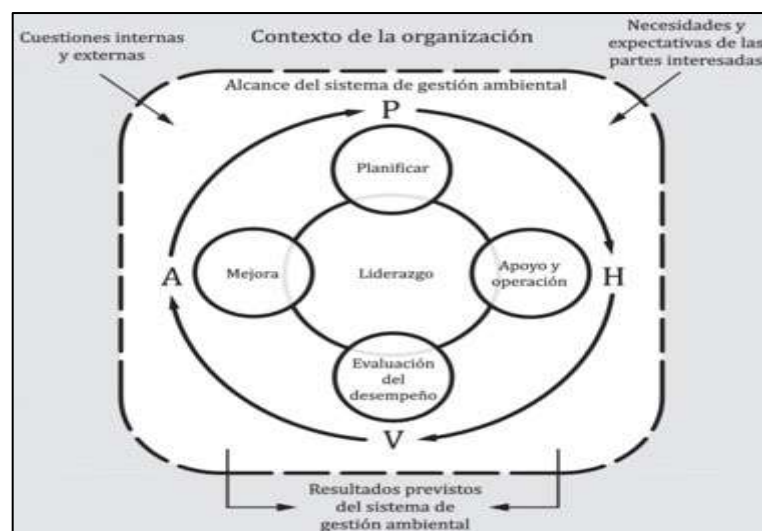 Cuestiones internas
y externas
Contexto de la organización
Necesidades y
expectativas de las
partes interesadas
Alcance del sistema de gestión ambiental
P
Planificar
A
Mejora
Liderazgo
Apoyo y
operación
H
Evaluación
del
desempeño
V
Resultados previstos
del sistema de
gestión ambiental